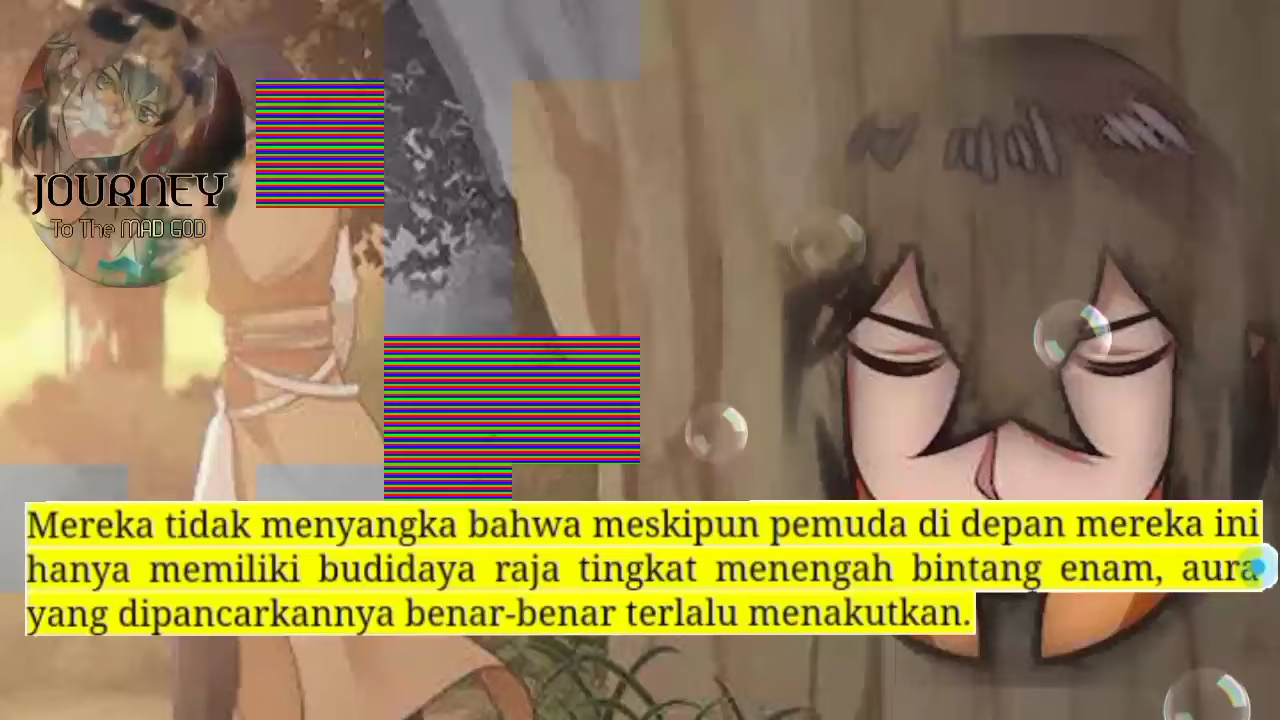 JOURNEY
To The MAD GOD
Mereka tidak menyangka bahwa meskipun pemuda di depan mereka ini
hanya memiliki budidaya raja tingkat menengah bintang enam, aura
yang dipancarkannya benar-benar terlalu menakutkan.